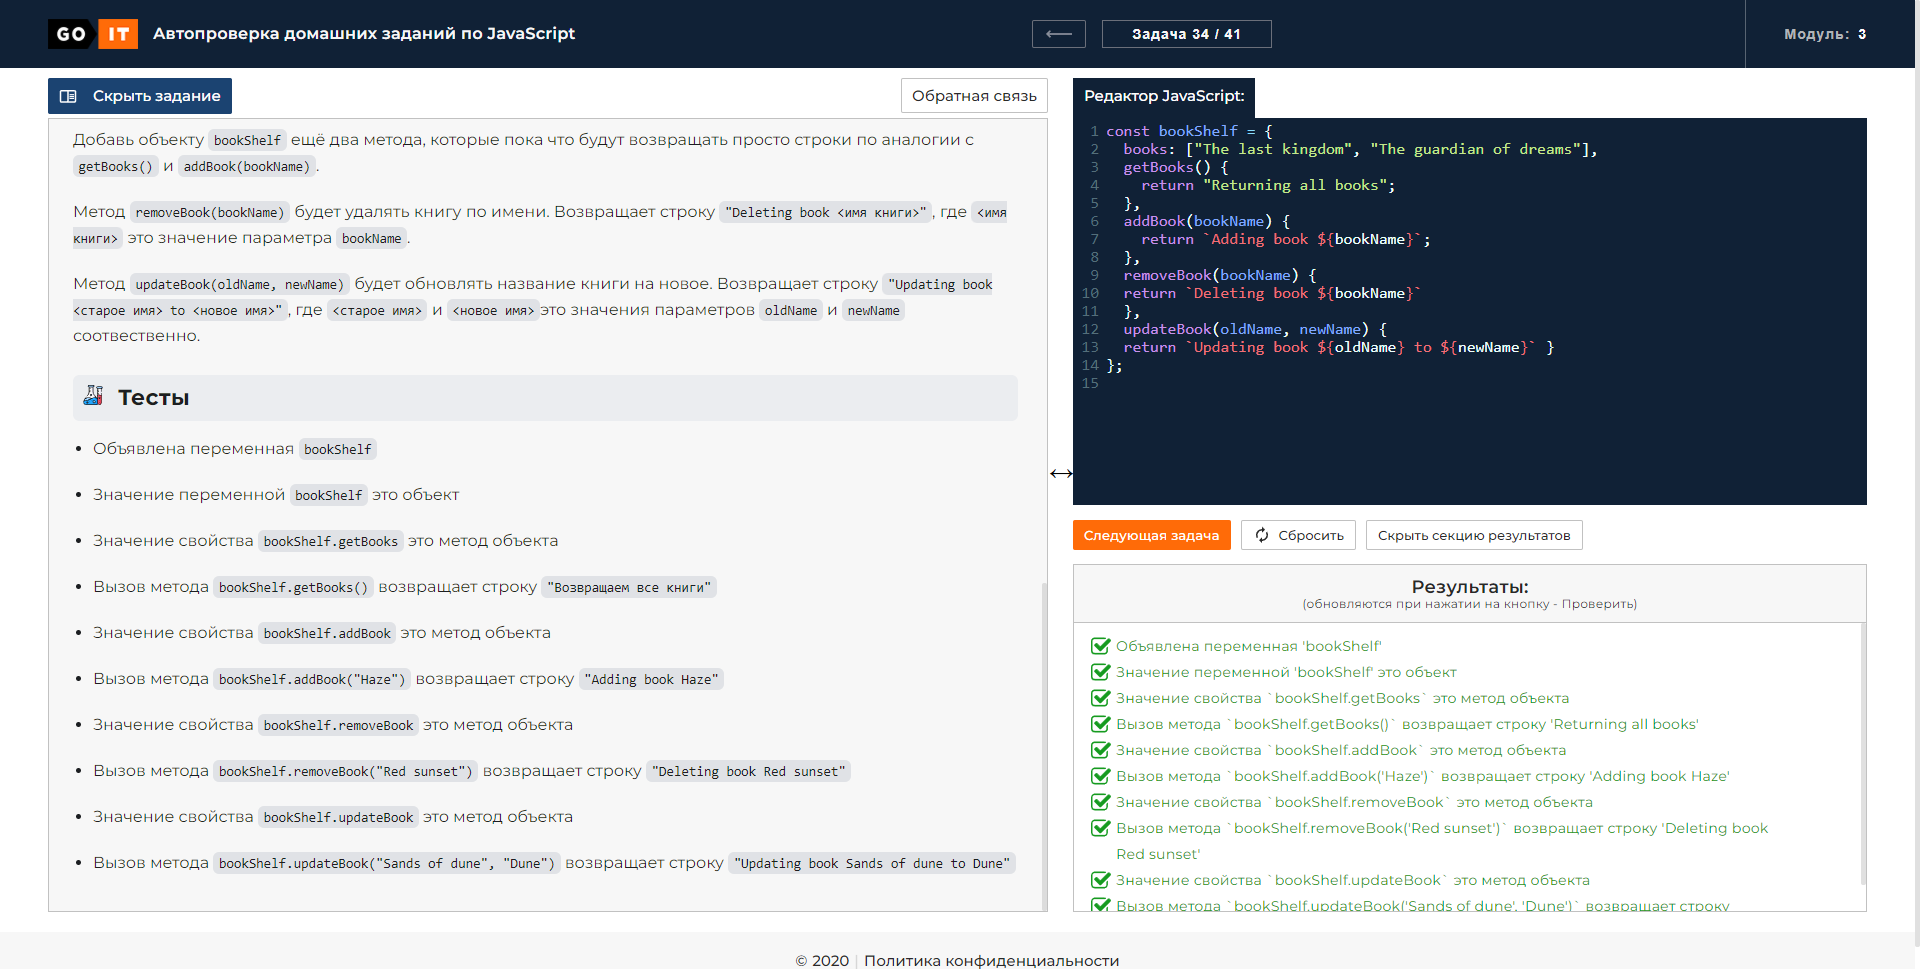 GO IT Автопроверка домашних заданий по JavaScript
Задача 34 / 41
Модуль: 3
Скрыть задание
Обратная связь
Добавь объекту bookShelf ещё два метода, которые пока что будут возвращать просто строки по аналогии с
getBooks() и addBook(bookName).
Метод removeBook(bookName) будет удалять книгу по имени. Возвращает строку "Deleting book <имя книги>", где <имя
книги> это значение параметра bookName.
Метод updateBook(oldName, newName) будет обновлять название книги на новое. Возвращает строку "Updating book
<старое имя> to <новое имя>", где <старое имя> и <новое имя>это значения параметров oldName и newName
соотвественно.
Тесты
• Объявлена переменная bookShelf
• Значение переменной bookShelf это объект
• Значение свойства bookShelf.getBooks это метод объекта
• Вызов метода bookShelf.getBooks() возвращает строку "Возвращаем все книги"
• Значение свойства bookShelf.addBook это метод объекта
• Вызов метода bookShelf.addBook("Haze") возвращает строку "Adding book Haze"
• Значение свойства bookShelf.removeBook это метод объекта
• Вызов метода bookShelf.removeBook("Red sunset") возвращает строку "Deleting book Red sunset"
• Значение свойства bookShelf.updateBook это метод объекта
• Вызов метода bookShelf.updateBook("Sands of dune", "Dune") возвращает строку "Updating book Sands of dune to Dune"
Редактор JavaScript:
1 const bookShelf = {
2   books: ["The last kingdom", "The guardian of dreams"],
3   getBooks() {
4     return "Returning all books";
5   },
6   addBook(bookName) {
7     return `Adding book ${bookName}`;
8   },
9   removeBook(bookName) {
10   return `Deleting book ${bookName}`
11   },
12   updateBook(oldName, newName) {
13   return `Updating book ${oldName} to ${newName}` }
14 };
15
Следующая задача
Сбросить
Скрыть секцию результатов
Результаты:
(обновляются при нажатии на кнопку - Проверить)
Объявлена переменная 'bookShelf'
Значение переменной 'bookShelf' это объект
Значение свойства `bookShelf.getBooks` это метод объекта
Вызов метода `bookShelf.getBooks()` возвращает строку 'Returning all books'
Значение свойства `bookShelf.addBook` это метод объекта
Вызов метода `bookShelf.addBook('Haze')` возвращает строку 'Adding book Haze'
Значение свойства `bookShelf.removeBook` это метод объекта
Вызов метода `bookShelf.removeBook('Red sunset')` возвращает строку 'Deleting book
Red sunset'
Значение свойства `bookShelf.updateBook` это метод объекта
Вызов метода `bookShelf.updateBook('Sands of dune', 'Dune')` возвращает строку
© 2020 | Политика конфиденциальности